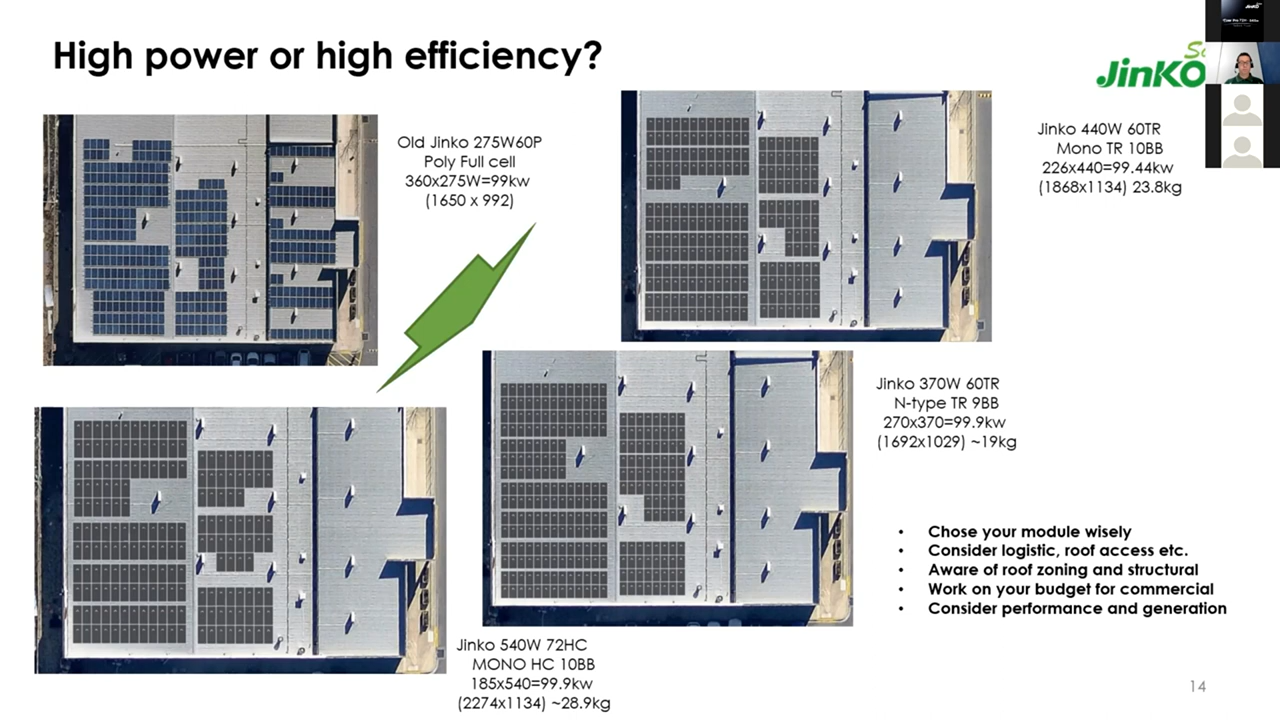 High power or high efficiency?
Jinko
Old Jinko 275W60P
Poly Full cell
360x275W=99kw
(1650 x 992)
Jinko 440W 60TR
Mono TR 10BB
226x440=99.44kw
(1868x1134) 23.8kg
Jinko 370W 60TR
N-type TR 9BB
270x370=99.9kw
(1692x1029) ~19kg
• Chose your module wisely
• Consider logistic, roof access etc.
• Aware of roof zoning and structural
• Work on your budget for commercial
• Consider performance and generation
Jinko 540W 72HC
MONO HC 10BB
185x540=99.9kw
(2274x1134) ~28.9kg
14